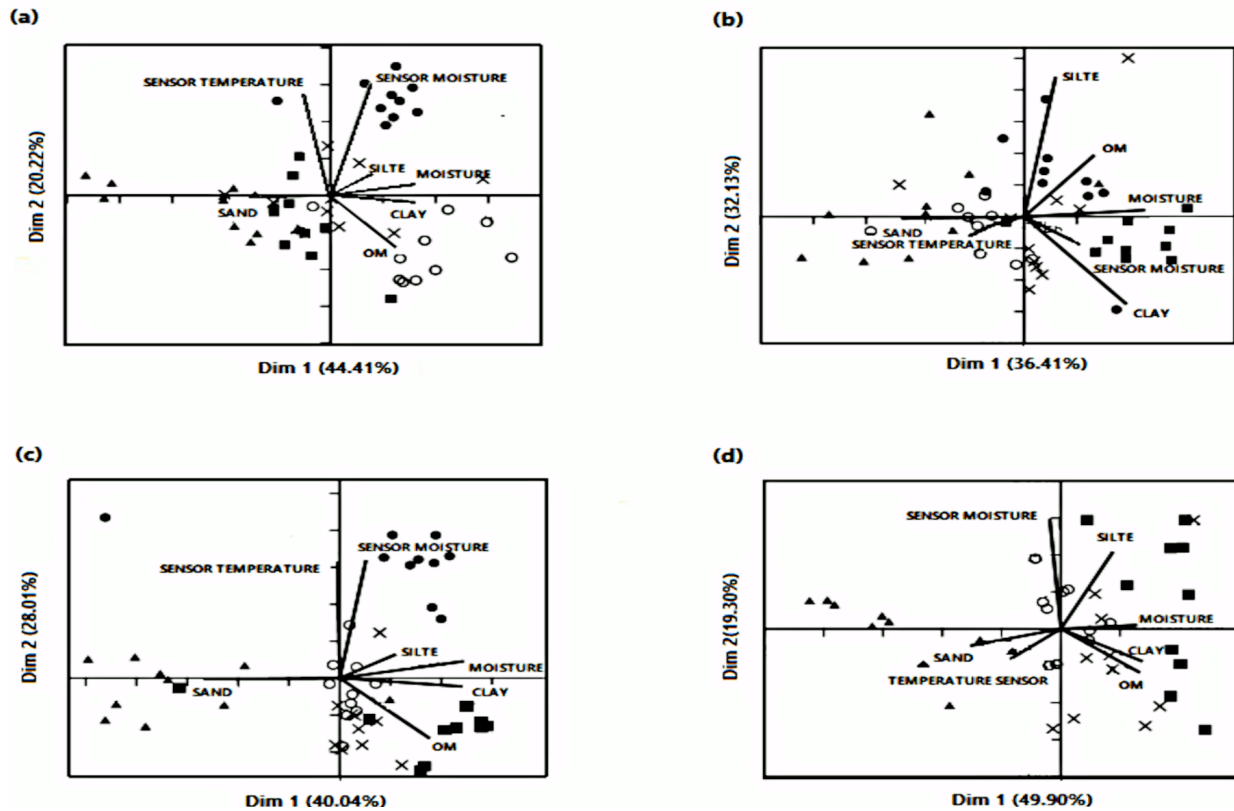 (a)
SENSOR TEMPERATURE
SENSOR MOISTURE
SILTE
MOISTURE
SAND
CLAY
OM
Dim 2 (20.22%)
Dim 1 (44.41%)
(b)
SILTE
OM
MOISTURE
SAND
SENSOR TEMPERATURE
SENSOR MOISTURE
CLAY
Dim 2 (32.13%)
Dim 1 (36.41%)
(c)
SENSOR MOISTURE
SENSOR TEMPERATURE
SILTE
MOISTURE
SAND
CLAY
OM
Dim 2 (28.01%)
Dim 1 (40.04%)
(d)
SENSOR MOISTURE
SILTE
MOISTURE
SAND
CLAY
TEMPERATURE SENSOR
OM
Dim 2(19.30%)
Dim 1 (49.90%)